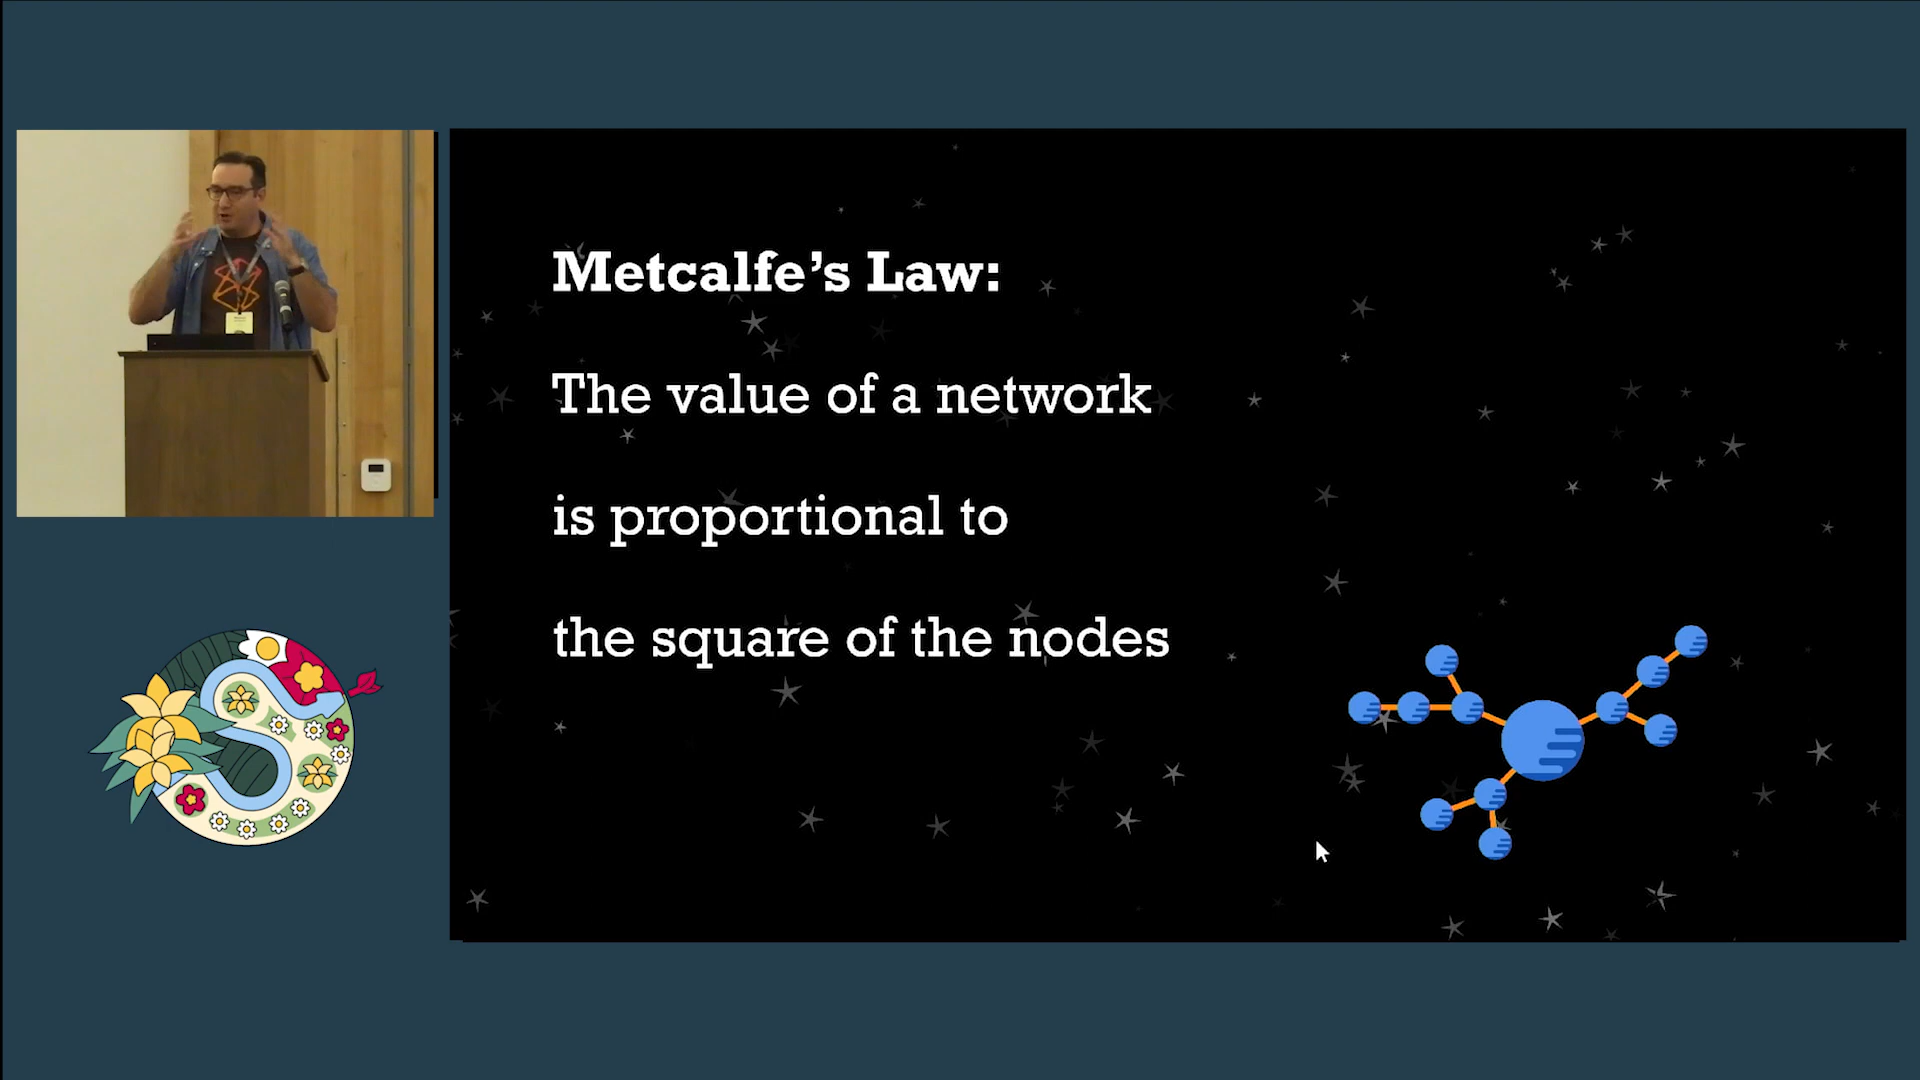 Metcalfe's Law:
The value of a network
is proportional to
the square of the nodes